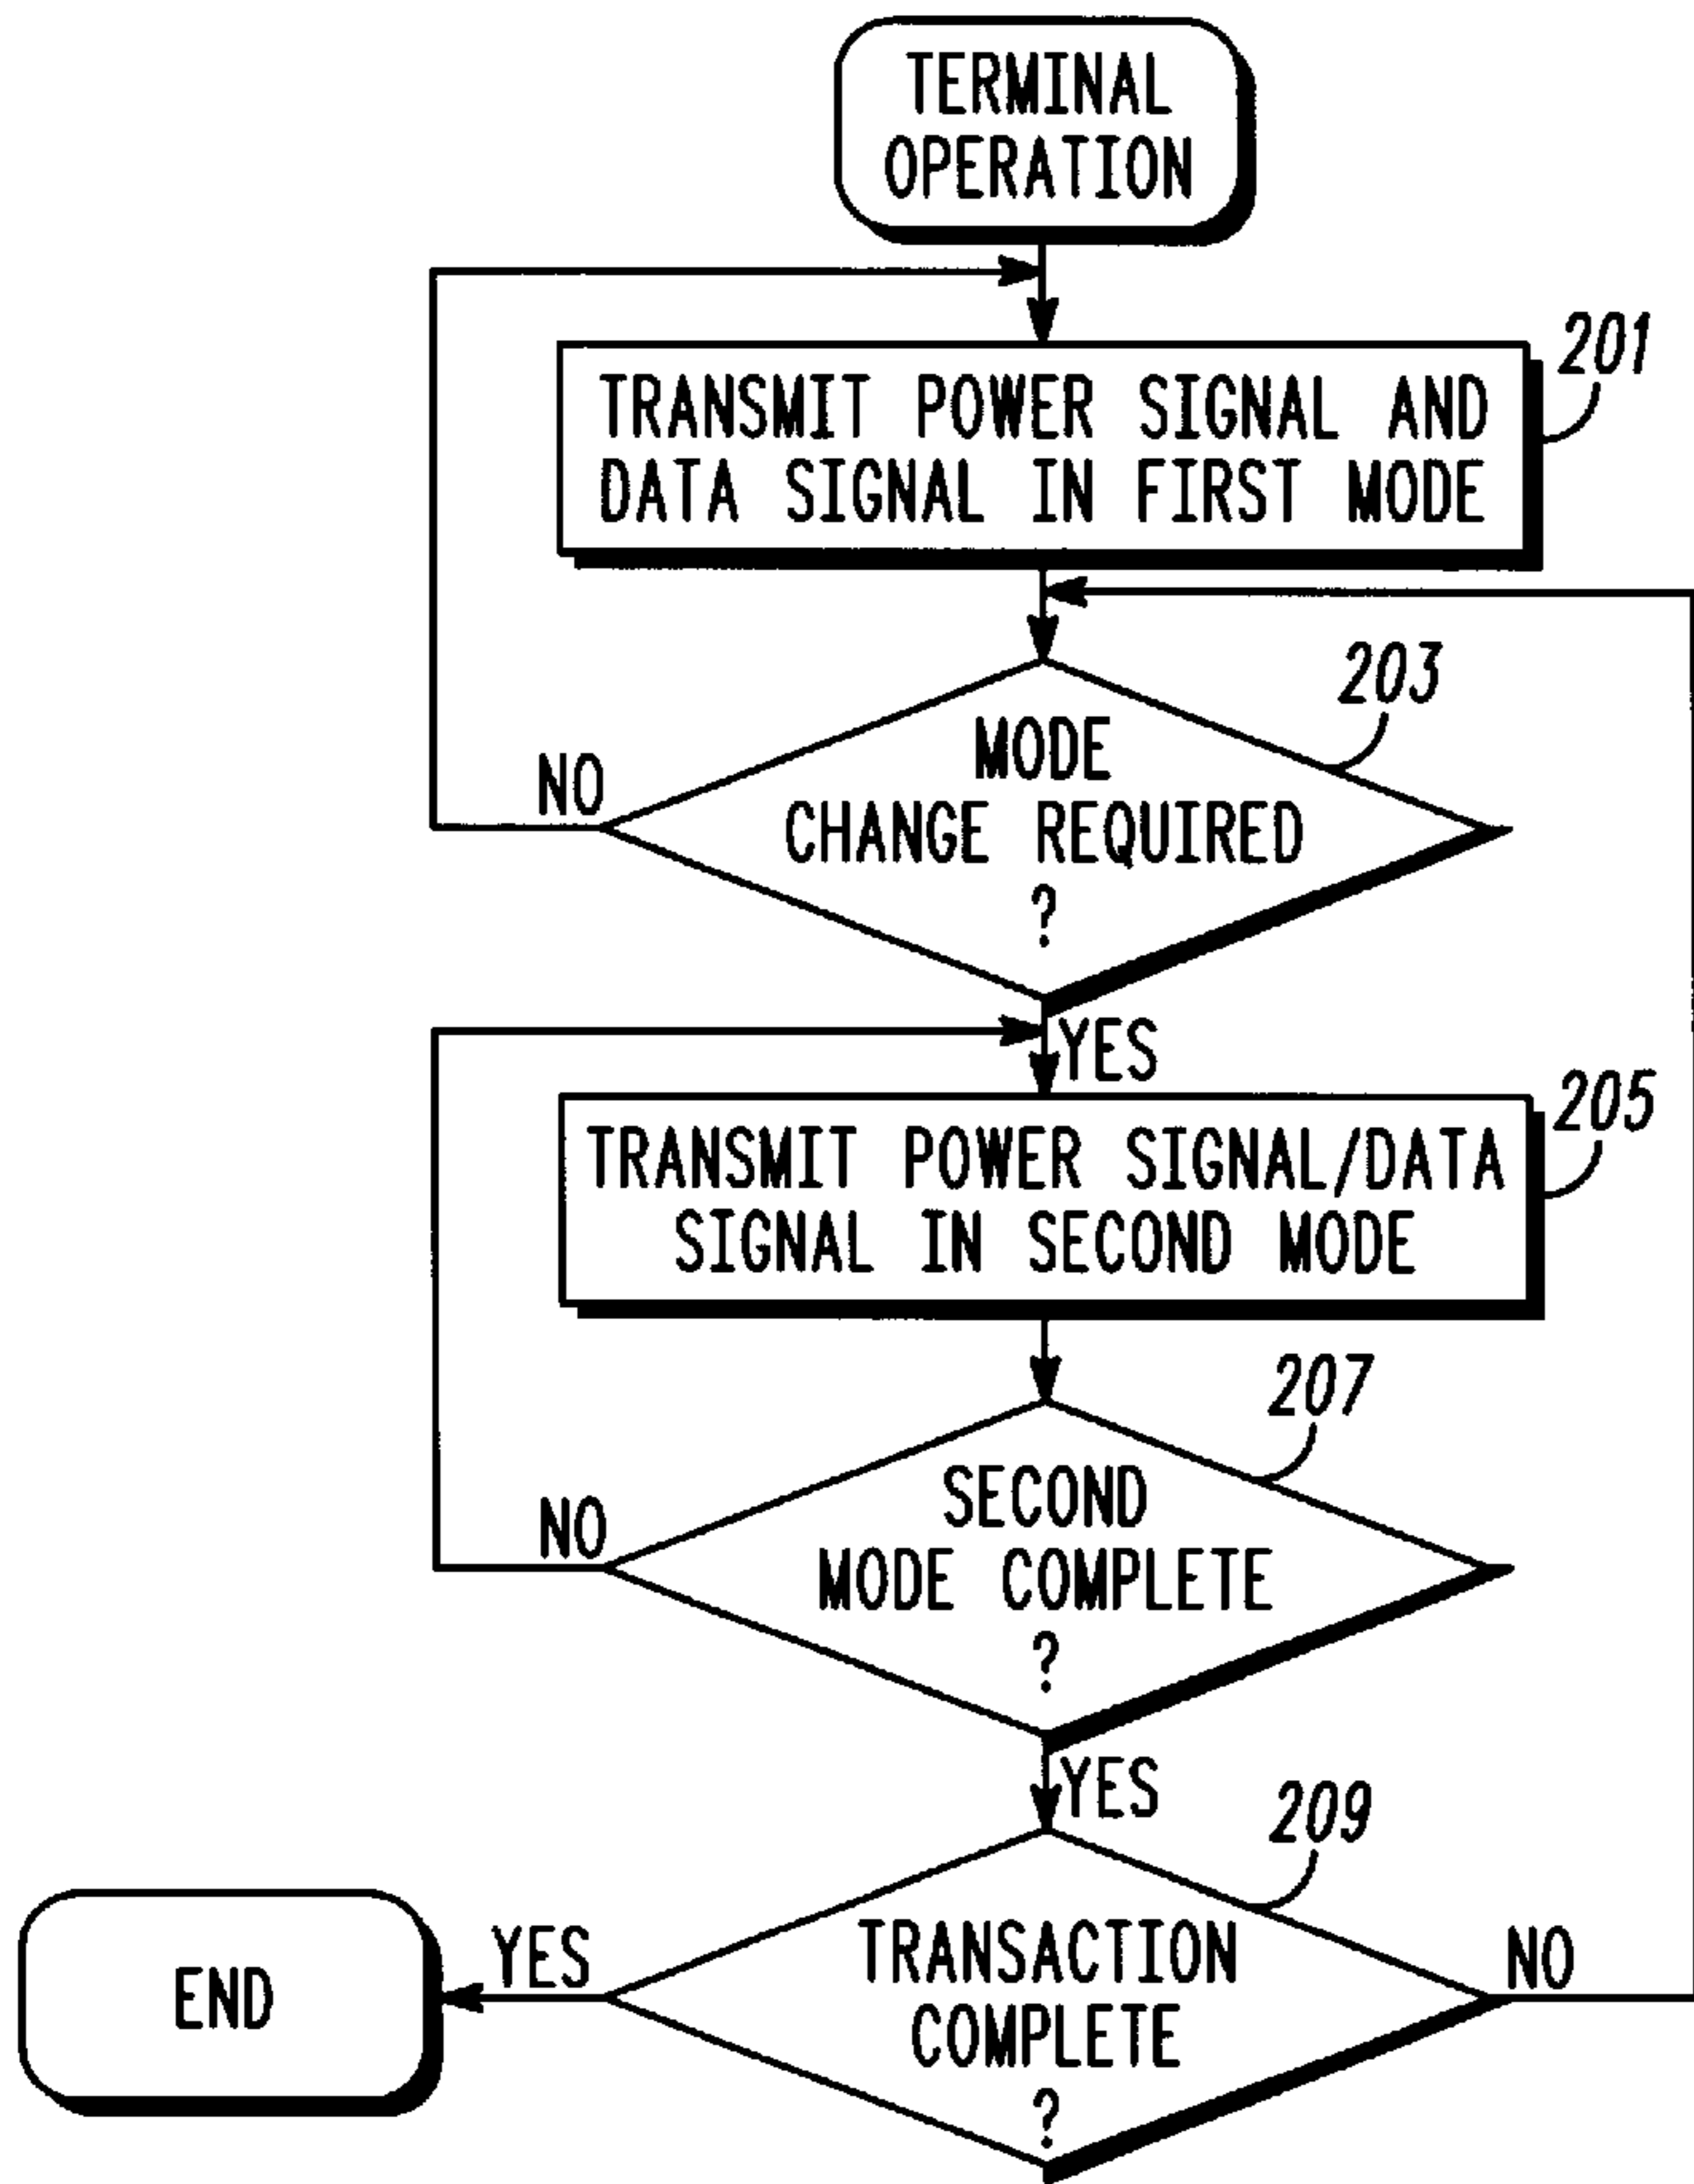 TERMINAL
OPERATION
201
TRANSMIT POWER SIGNAL AND
DATA SIGNAL IN FIRST MODE
203
MODE
CHANGE REQUIRED
?
NO
YES
205
TRANSMIT POWER SIGNAL/DATA
SIGNAL IN SECOND MODE
207
SECOND
MODE COMPLETE
?
NO
YES
209
TRANSACTION
COMPLETE
?
YES
NO
END